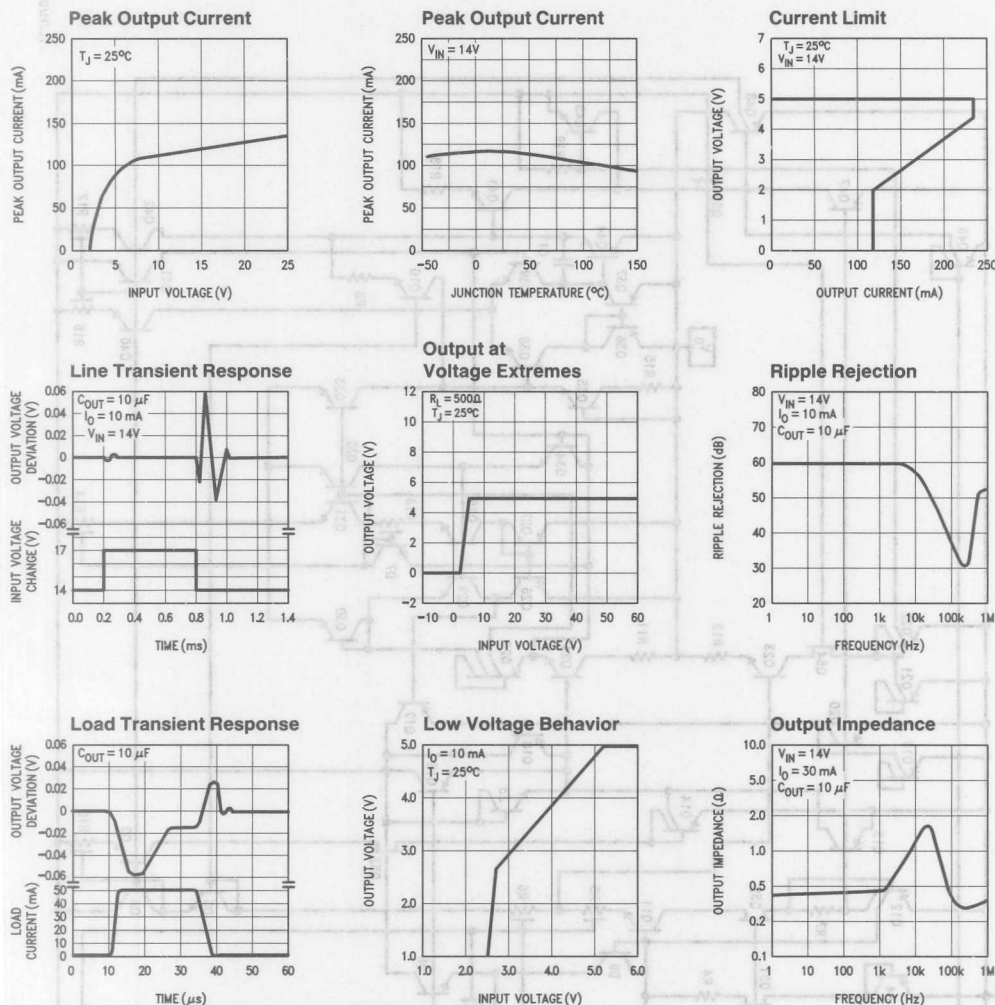 Peak Output Current
PEAK OUTPUT CURRENT (mA)
250
200
150
100
50
0
T_J = 25°C
0 5 10 15 20 25
INPUT VOLTAGE (V)
Peak Output Current
PEAK OUTPUT CURRENT (mA)
250
200
150
100
50
0
V_IN = 14V
-50 0 50 100 150
JUNCTION TEMPERATURE (°C)
Current Limit
OUTPUT VOLTAGE (V)
7
6
5
4
3
2
1
0
T_J = 25°C
V_IN = 14V
0 50 100 150 200 250
OUTPUT CURRENT (mA)
Line Transient Response
OUTPUT VOLTAGE
DEVIATION (V)
0.06
0.04
0.02
0
-0.02
-0.04
-0.06
C_OUT = 10 μF
I_O = 10 mA
V_IN = 14V
INPUT VOLTAGE
CHANGE (V)
17
14
0.0 0.2 0.4 0.6 0.8 1.0 1.2 1.4
TIME (ms)
Output at
Voltage Extremes
OUTPUT VOLTAGE (V)
12
10
8
6
4
2
0
-2
R_L = 500Ω
T_J = 25°C
-10 0 10 20 30 40 50 60
INPUT VOLTAGE (V)
Ripple Rejection
RIPPLE REJECTION (dB)
80
70
60
50
40
30
20
V_IN = 14V
I_O = 10 mA
C_OUT = 10 μF
1 10 100 1k 10k 100k 1M
FREQUENCY (Hz)
Load Transient Response
OUTPUT VOLTAGE
DEVIATION (V)
0.06
0.04
0.02
0
-0.02
-0.04
0.06
C_OUT = 10 μF
LOAD
CURRENT (mA)
50
40
30
20
10
0
0 10 20 30 40 50 60
TIME (μs)
Low Voltage Behavior
OUTPUT VOLTAGE (V)
5.0
4.0
3.0
2.0
1.0
I_O = 10 mA
T_J = 25°C
1.0 2.0 3.0 4.0 5.0 6.0
INPUT VOLTAGE (V)
Output Impedance
OUTPUT IMPEDANCE (Ω)
10.0
5.0
2.0
1.0
0.5
0.2
0.1
V_IN = 14V
I_O = 30 mA
C_OUT = 10 μF
1 10 100 1k 10k 100k 1M
FREQUENCY (Hz)